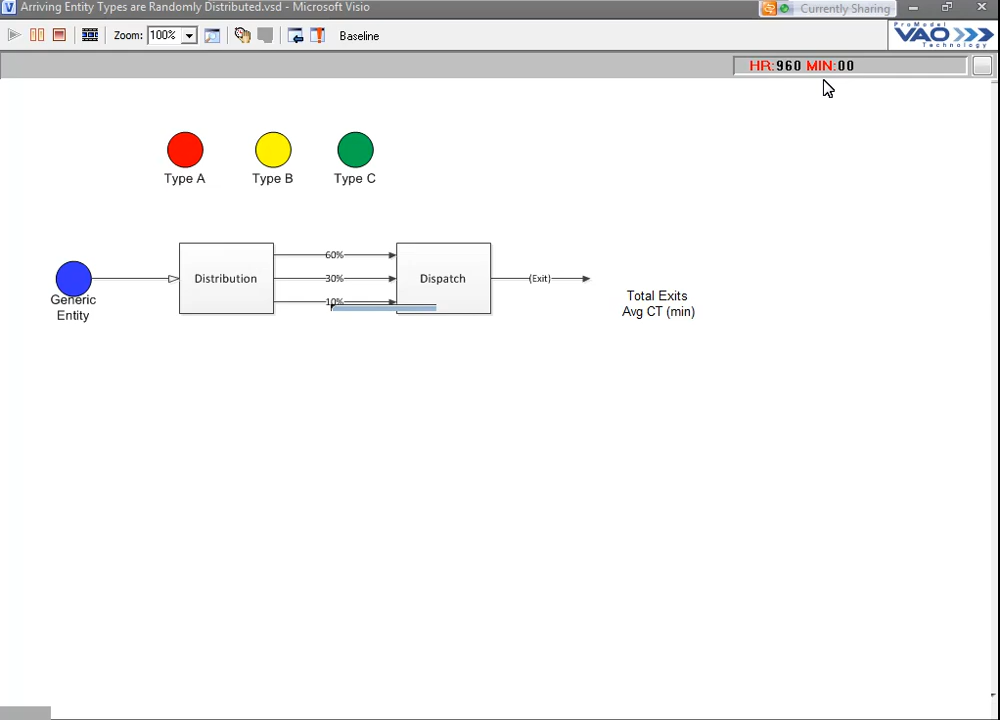 Arriving Entity Types are Randomly Distributed.vsd - Microsoft Visio
Currently Sharing
Zoom: 100%
Baseline
ProModel
VAO
Technology
HR:960 MIN:00
Type A
Type B
Type C
60%
Distribution
30%
Dispatch
(Exit)
10%
Generic
Entity
Total Exits
Avg CT (min)